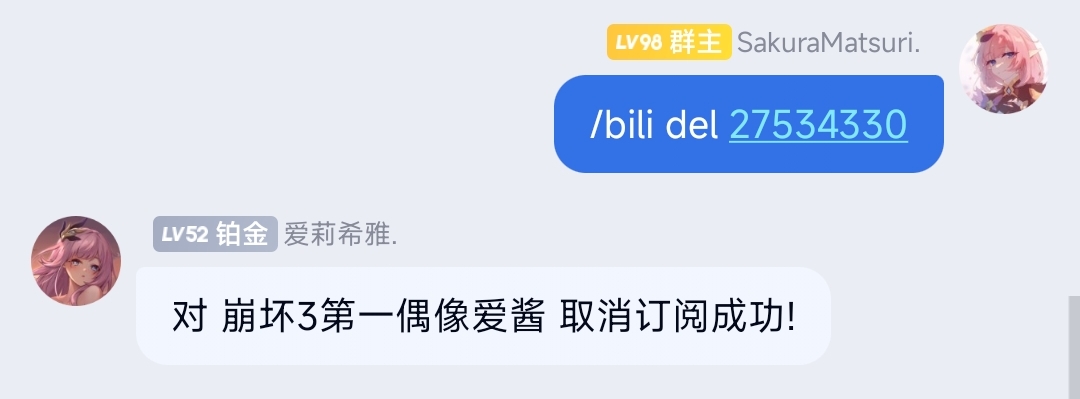 LV98 群主 SakuraMatsuri.
/bili del 27534330
LV52 铂金 爱莉希雅.
对 崩坏3第一偶像爱酱 取消订阅成功!